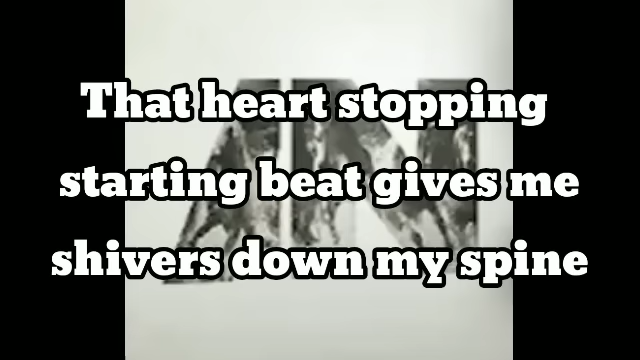 That heart stopping
starting beat gives me
shivers down my spine